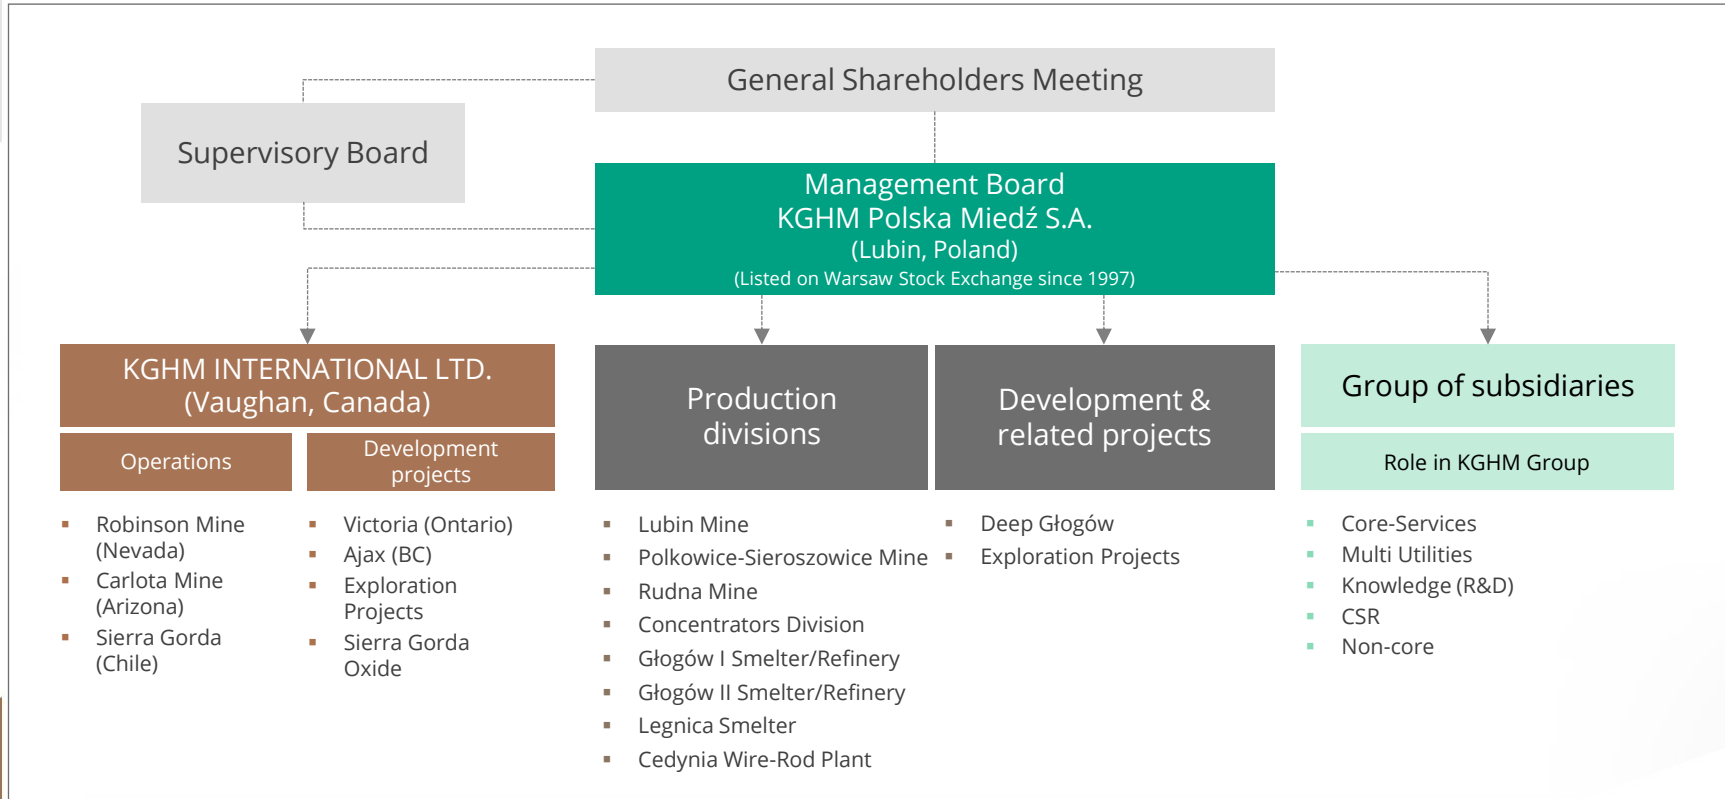 General Shareholders Meeting
Supervisory Board
Management Board
KGHM Polska Miedź S.A.
(Lubin, Poland)
(Listed on Warsaw Stock Exchange since 1997)
KGHM INTERNATIONAL LTD.
(Vaughan, Canada)
Operations
Robinson Mine
(Nevada)
Carlota Mine
(Arizona)
Sierra Gorda
(Chile)
Development
projects
Victoria (Ontario)
Ajax (BC)
Exploration
Projects
Sierra Gorda
Oxide
Production
divisions
Lubin Mine
Polkowice-Sieroszowice Mine
Rudna Mine
Concentrators Division
Głogów I Smelter/Refinery
Głogów II Smelter/Refinery
Legnica Smelter
Cedynia Wire-Rod Plant
Development &
related projects
Deep Głogów
Exploration Projects
Group of subsidiaries
Role in KGHM Group
Core-Services
Multi Utilities
Knowledge (R&D)
CSR
Non-core